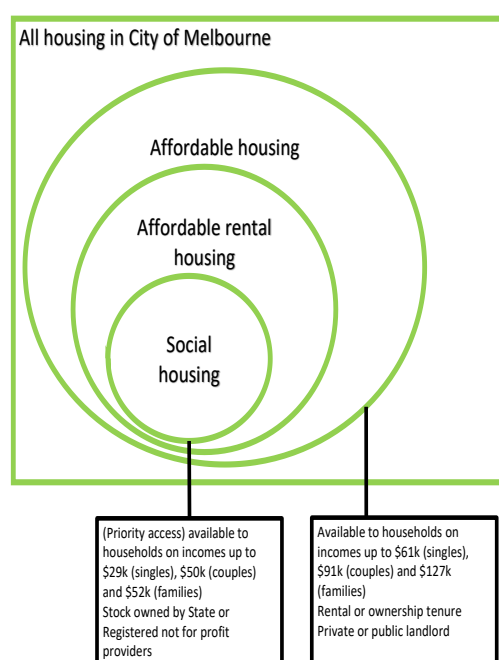 All housing in City of Melbourne
Affordable housing
Affordable rental
housing
Social
housing
(Priority access) available to
households on incomes up to
$29k (singles), $50k (couples)
and $52k (families)
Stock owned by State or
Registered not for profit
providers
Available to households on
incomes up to $61k (singles),
$91k (couples) and $127k
(families)
Rental or ownership tenure
Private or public landlord